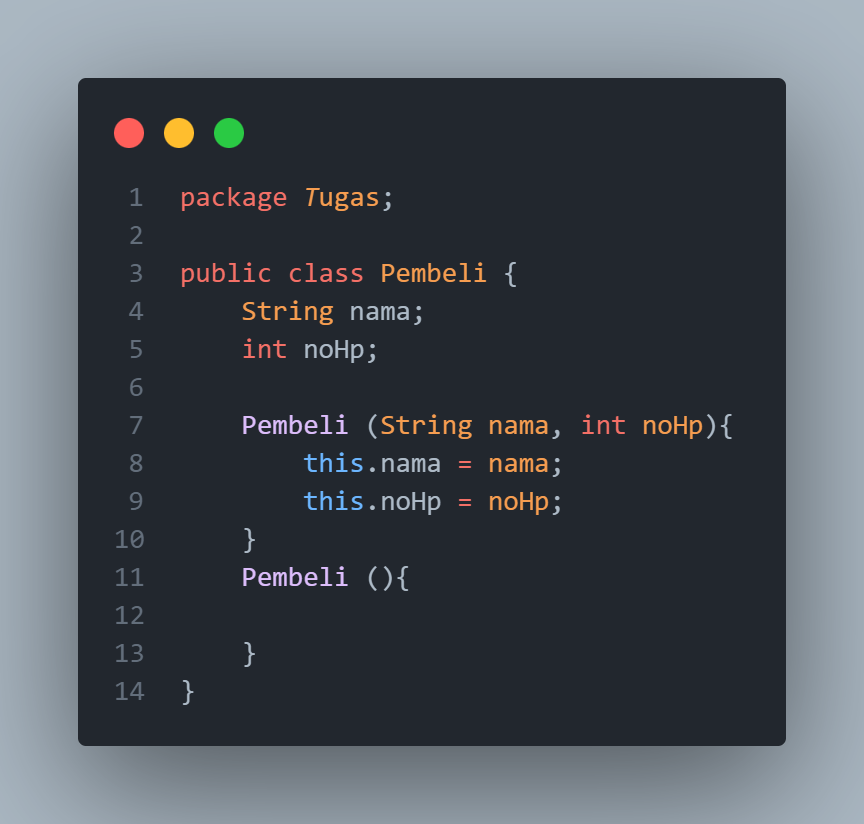 1 package Tugas;
2
3 public class Pembeli {
4     String nama;
5     int noHp;
6
7     Pembeli (String nama, int noHp){
8         this.nama = nama;
9         this.noHp = noHp;
10     }
11     Pembeli (){
12
13     }
14 }